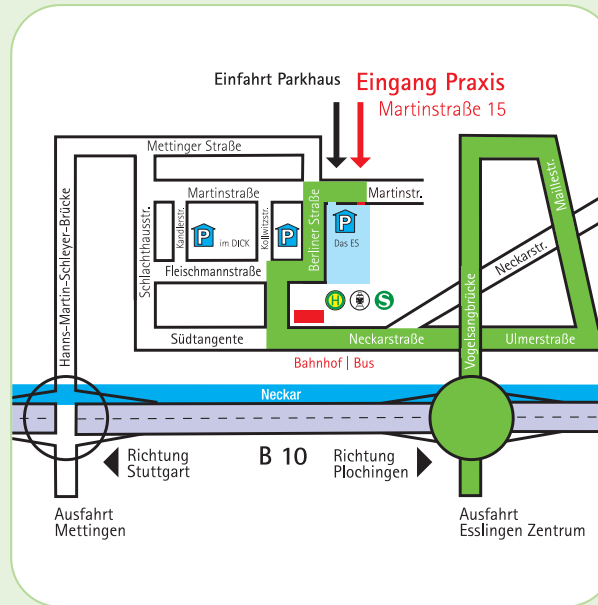 Einfahrt Parkhaus
Eingang Praxis
Martinstraße 15
Mettinger Straße
Martinstraße
Martinstr.
Hanns-Martin-Schleyer-Brücke
Schlachthausstr.
Kandlerstr.
P
im DICK
Kollwitzstr.
P
Berliner Straße
P
Das ES
Maillestr.
Neckarstr.
Fleischmannstraße
H
S
Vogelsangbrücke
Südtangente
Neckarstraße
Ulmerstraße
Bahnhof | Bus
Neckar
B 10
Richtung
Stuttgart
Richtung
Plochingen
Ausfahrt
Mettingen
Ausfahrt
Esslingen Zentrum